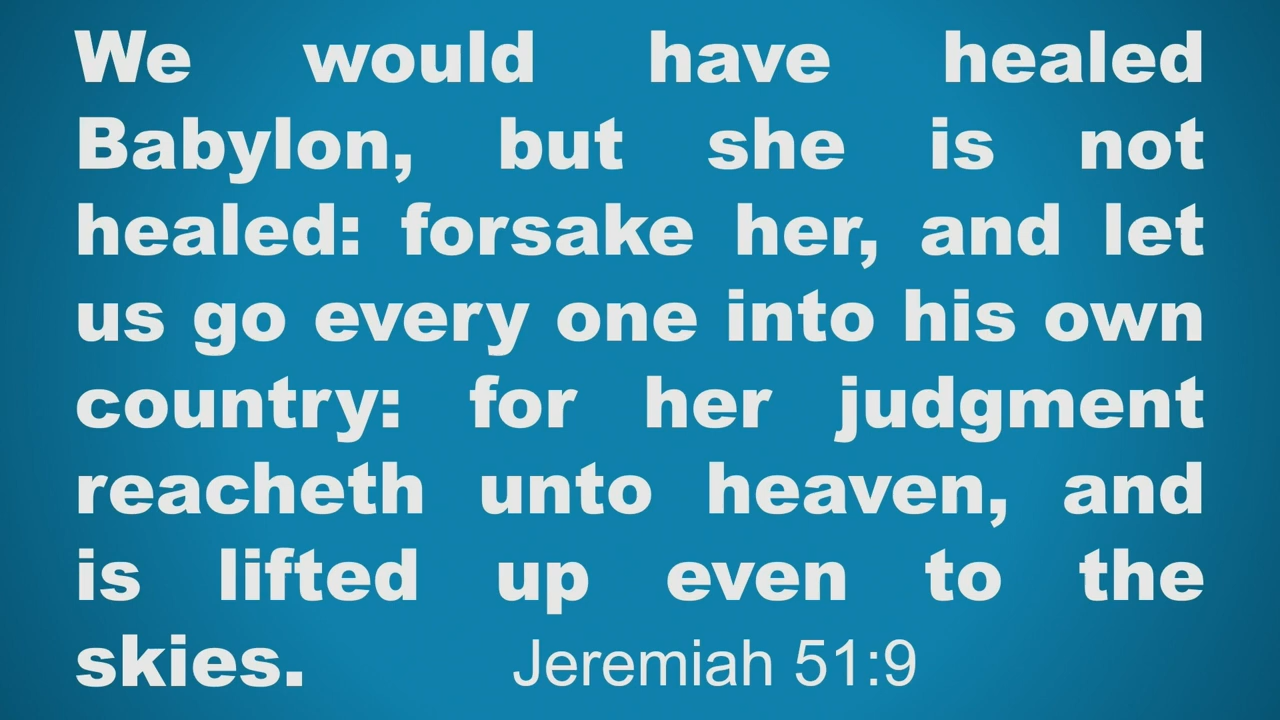 We would have healed
Babylon, but she is not
healed: forsake her, and let
us go every one into his own
country: for her judgment
reacheth unto heaven, and
is lifted up even to the
skies. Jeremiah 51:9